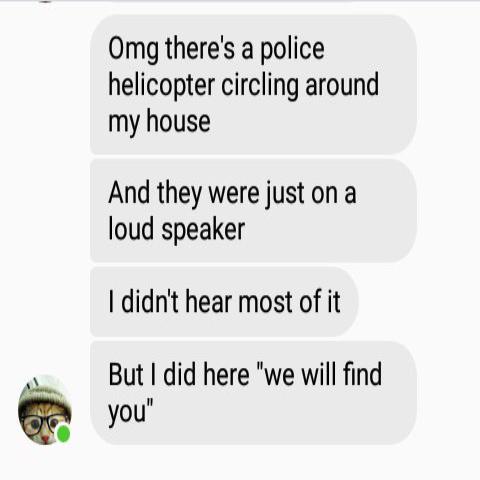 Omg there's a police
helicopter circling around
my house
And they were just on a
loud speaker
I didn't hear most of it
But I did here "we will find
you"